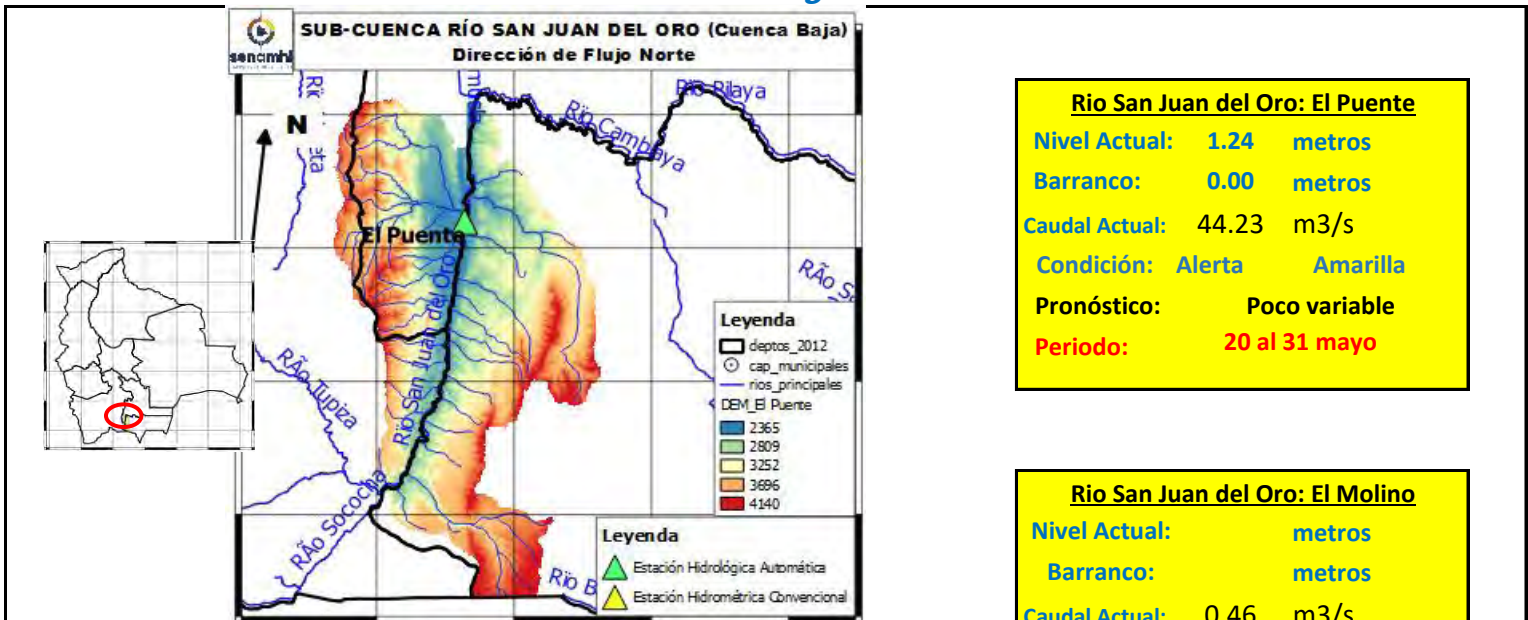 senamhi
SUB-CUENCA RÍO SAN JUAN DEL ORO (Cuenca Baja)
Dirección de Flujo Norte
N
Río Pilaya
Río Camblaya
El Puente
Río San Juan del Oro
RÃo Tupiza
RÃo Sococha
RÃo S
Río B
Leyenda
deptos_2012
cap_municipales
rios_principales
DEM_El Puente
2365
2809
3252
3696
4140
Leyenda
Estación Hidrológica Automática
Estación Hidrométrica Convencional
Rio San Juan del Oro: El Puente
Nivel Actual: 1.24 metros
Barranco: 0.00 metros
Caudal Actual: 44.23 m3/s
Condición: Alerta Amarilla
Pronóstico: Poco variable
Periodo: 20 al 31 mayo
Rio San Juan del Oro: El Molino
Nivel Actual: metros
Barranco: metros
Caudal Actual: 0.46 m3/s